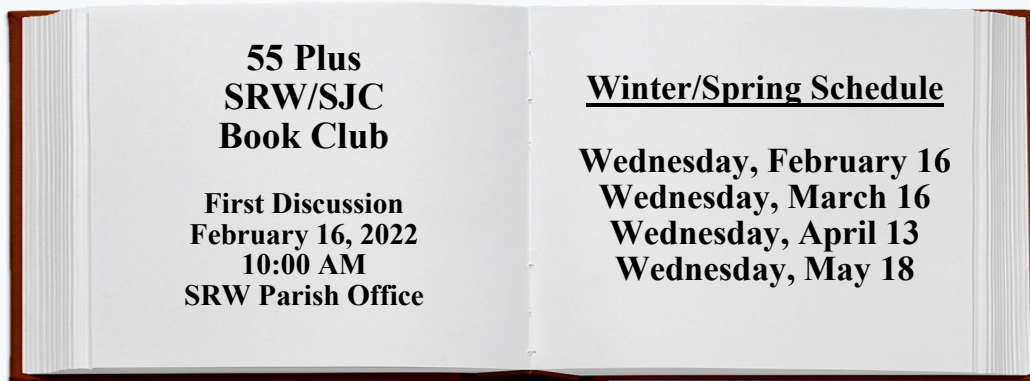 55 Plus
SRW/SJC
Book Club
First Discussion
February 16, 2022
10:00 AM
SRW Parish Office
Winter/Spring Schedule
Wednesday, February 16
Wednesday, March 16
Wednesday, April 13
Wednesday, May 18